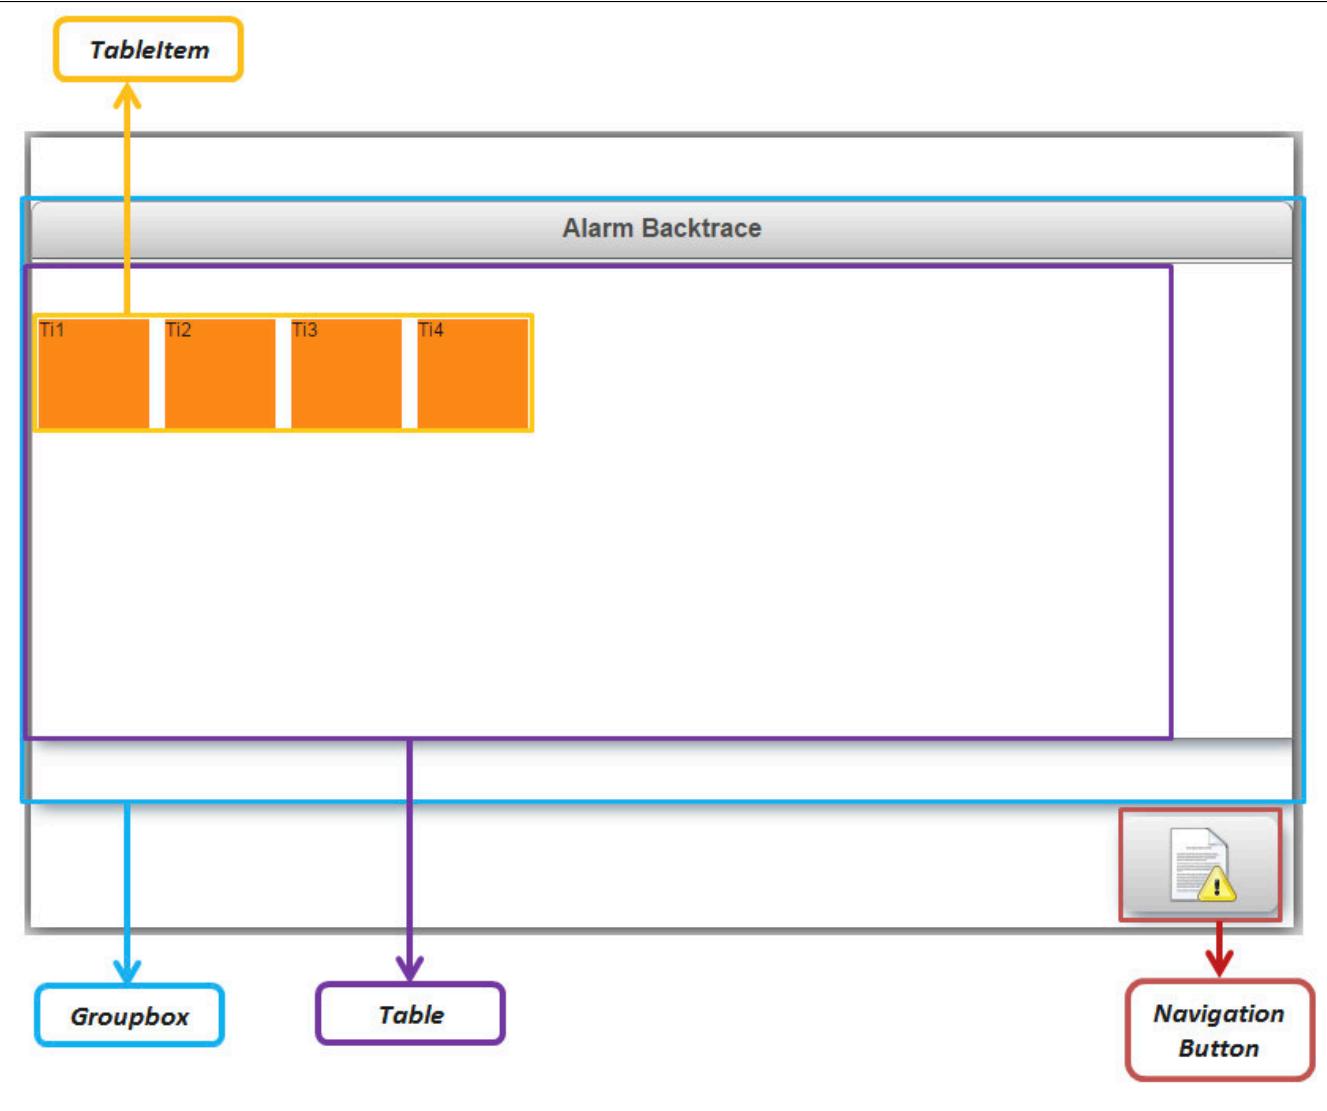 TableItem
Alarm Backtrace
Ti1 Ti2 Ti3 Ti4
Groupbox
Table
Navigation
Button